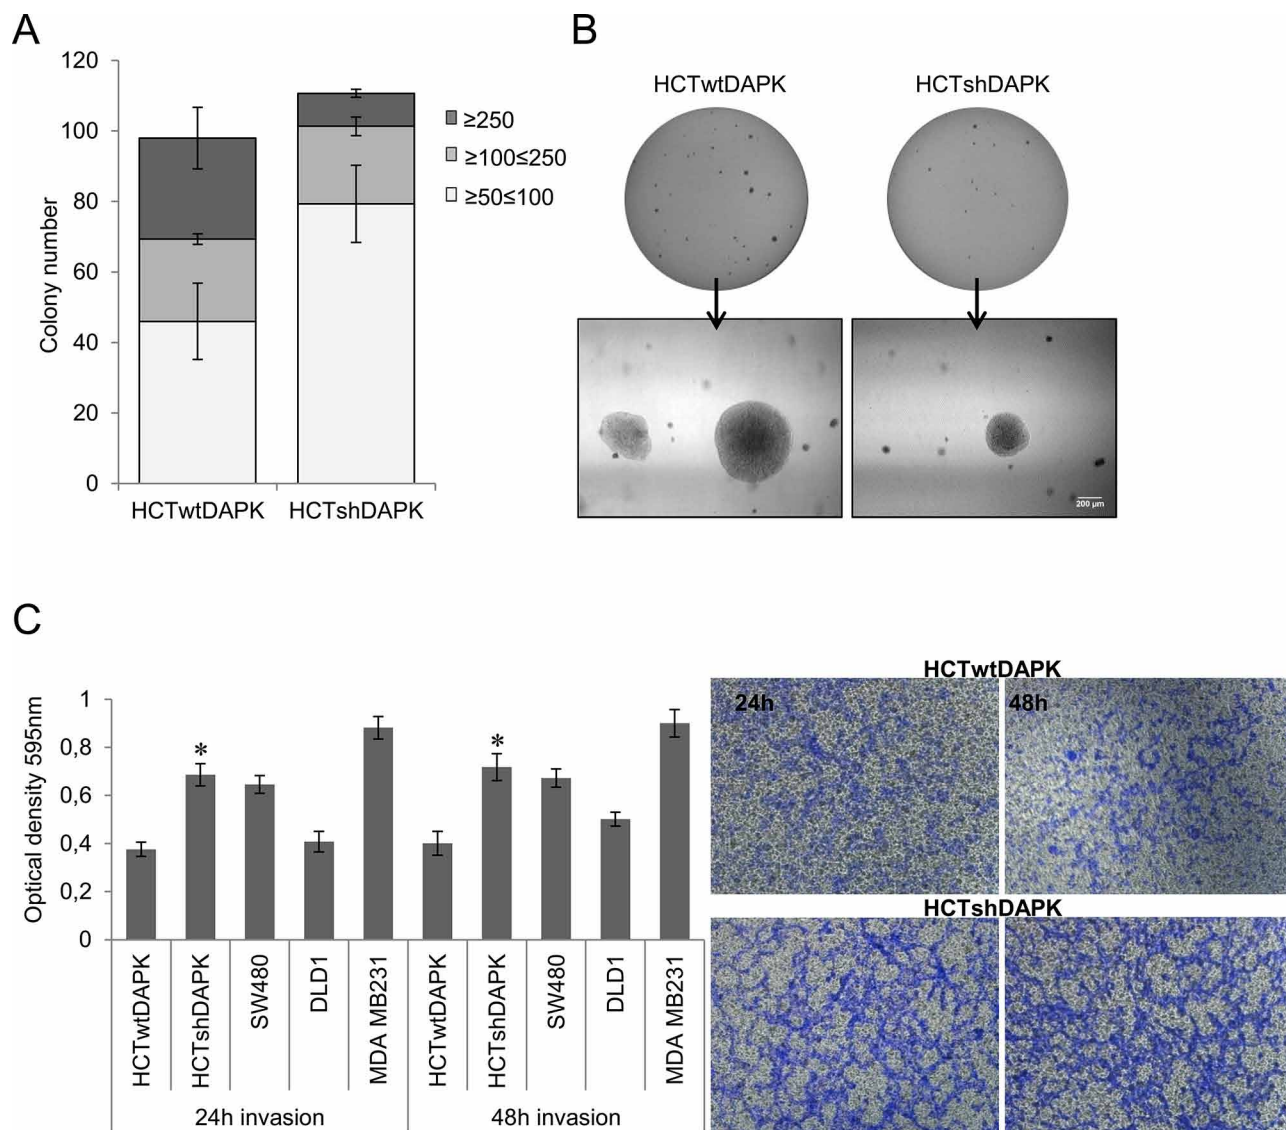 A
120
100
80
60
40
20
0
Colony number
HCTwtDAPK
HCTshDAPK
≥250
≥100≤250
≥50≤100
B
HCTwtDAPK
HCTshDAPK
200 µm
C
1
0,8
0,6
0,4
0,2
0
Optical density 595nm
*
*
HCTwtDAPK
HCTshDAPK
SW480
DLD1
MDA MB231
HCTwtDAPK
HCTshDAPK
SW480
DLD1
MDA MB231
24h invasion
48h invasion
HCTwtDAPK
24h
48h
HCTshDAPK